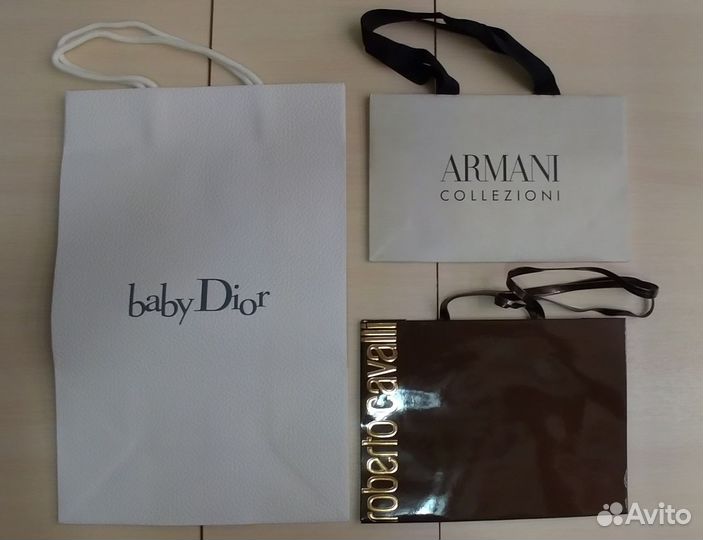 baby Dior
ARMANI
COLLEZIONI
roberto cavalli
Avito